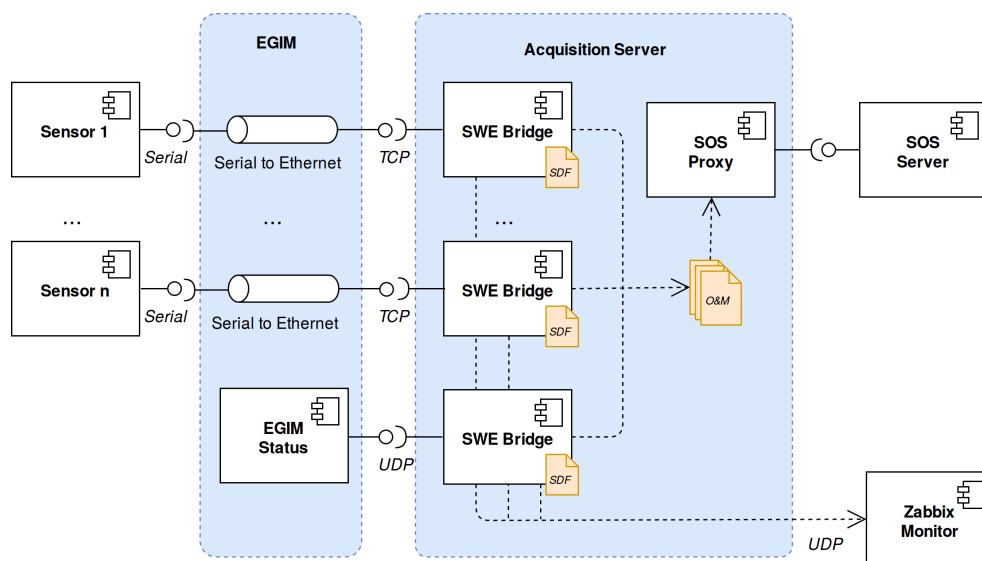 EGIM
Acquisition Server
Sensor 1
Serial
Serial to Ethernet
TCP
SWE Bridge
SDF
SOS
Proxy
SOS
Server
...
...
...
Sensor n
Serial
Serial to Ethernet
TCP
SWE Bridge
SDF
O&M
EGIM
Status
UDP
SWE Bridge
SDF
UDP
Zabbix
Monitor